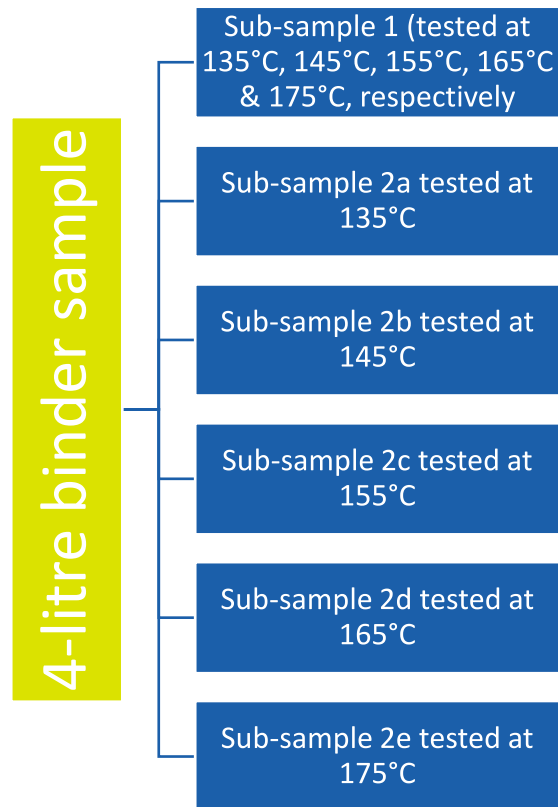 4-litre binder sample
Sub-sample 1 (tested at
135°C, 145°C, 155°C, 165°C
& 175°C, respectively
Sub-sample 2a tested at
135°C
Sub-sample 2b tested at
145°C
Sub-sample 2c tested at
155°C
Sub-sample 2d tested at
165°C
Sub-sample 2e tested at
175°C